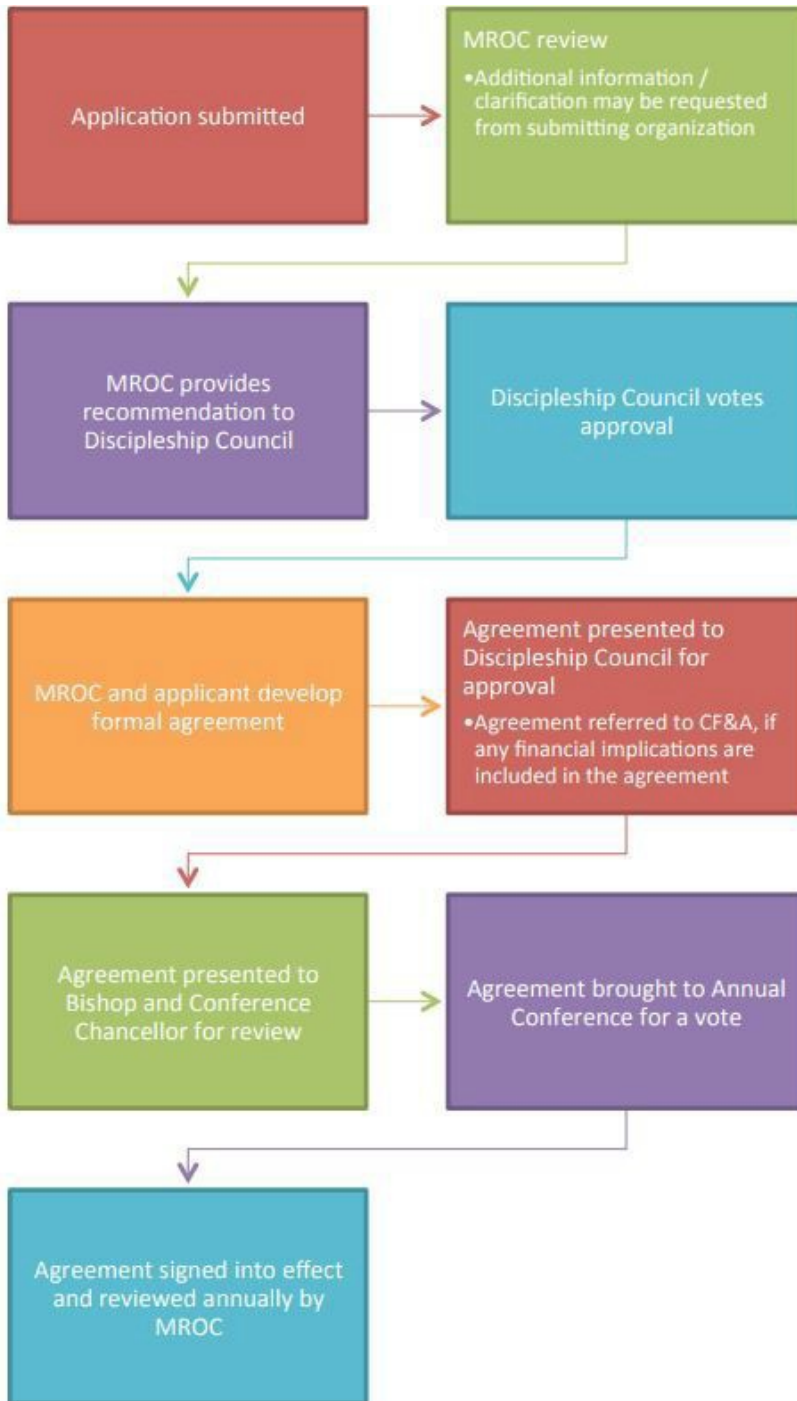 Application submitted
MROC review
•Additional information /
clarification may be requested
from submitting organization
MROC provides
recommendation to
Discipleship Council
Discipleship Council votes
approval
MROC and applicant develop
formal agreement
Agreement presented to
Discipleship Council for
approval
•Agreement referred to CF&A, if
any financial implications are
included in the agreement
Agreement presented to
Bishop and Conference
Chancellor for review
Agreement brought to Annual
Conference for a vote
Agreement signed into effect
and reviewed annually by
MROC